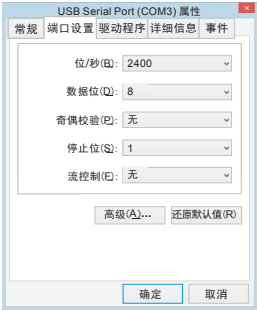 USB Serial Port (COM3) 属性
常规 端口设置 驱动程序 详细信息 事件
位/秒(B): 2400
数据位(D): 8
奇偶校验(P): 无
停止位(S): 1
流控制(F): 无
高级(A)... 还原默认值(R)
确定 取消